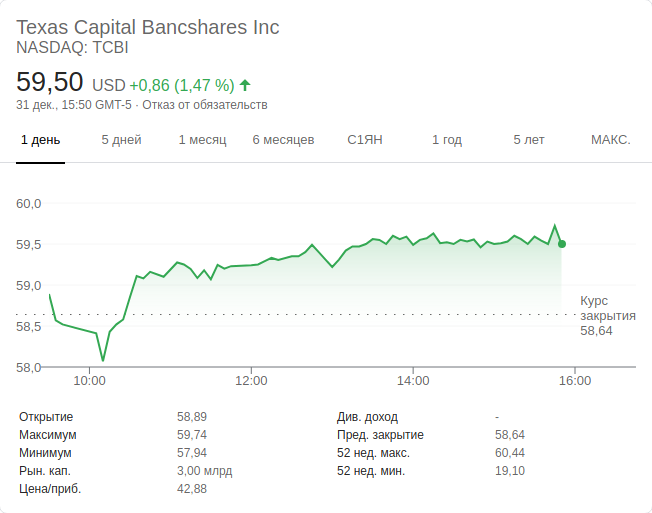 Texas Capital Bancshares Inc
NASDAQ: TCBI
59,50 USD +0,86 (1,47 %)
31 дек., 15:50 GMT-5 · Отказ от обязательств
1 день 5 дней 1 месяц 6 месяцев С1ЯН 1 год 5 лет МАКС.
60,0
59,5
59,0
58,5
58,0
Курс
закрытия
58,64
10:00 12:00 14:00 16:00
Открытие 58,89 Див. доход -
Максимум 59,74 Пред. закрытие 58,64
Минимум 57,94 52 нед. макс. 60,44
Рын. кап. 3,00 млрд 52 нед. мин. 19,10
Цена/приб. 42,88